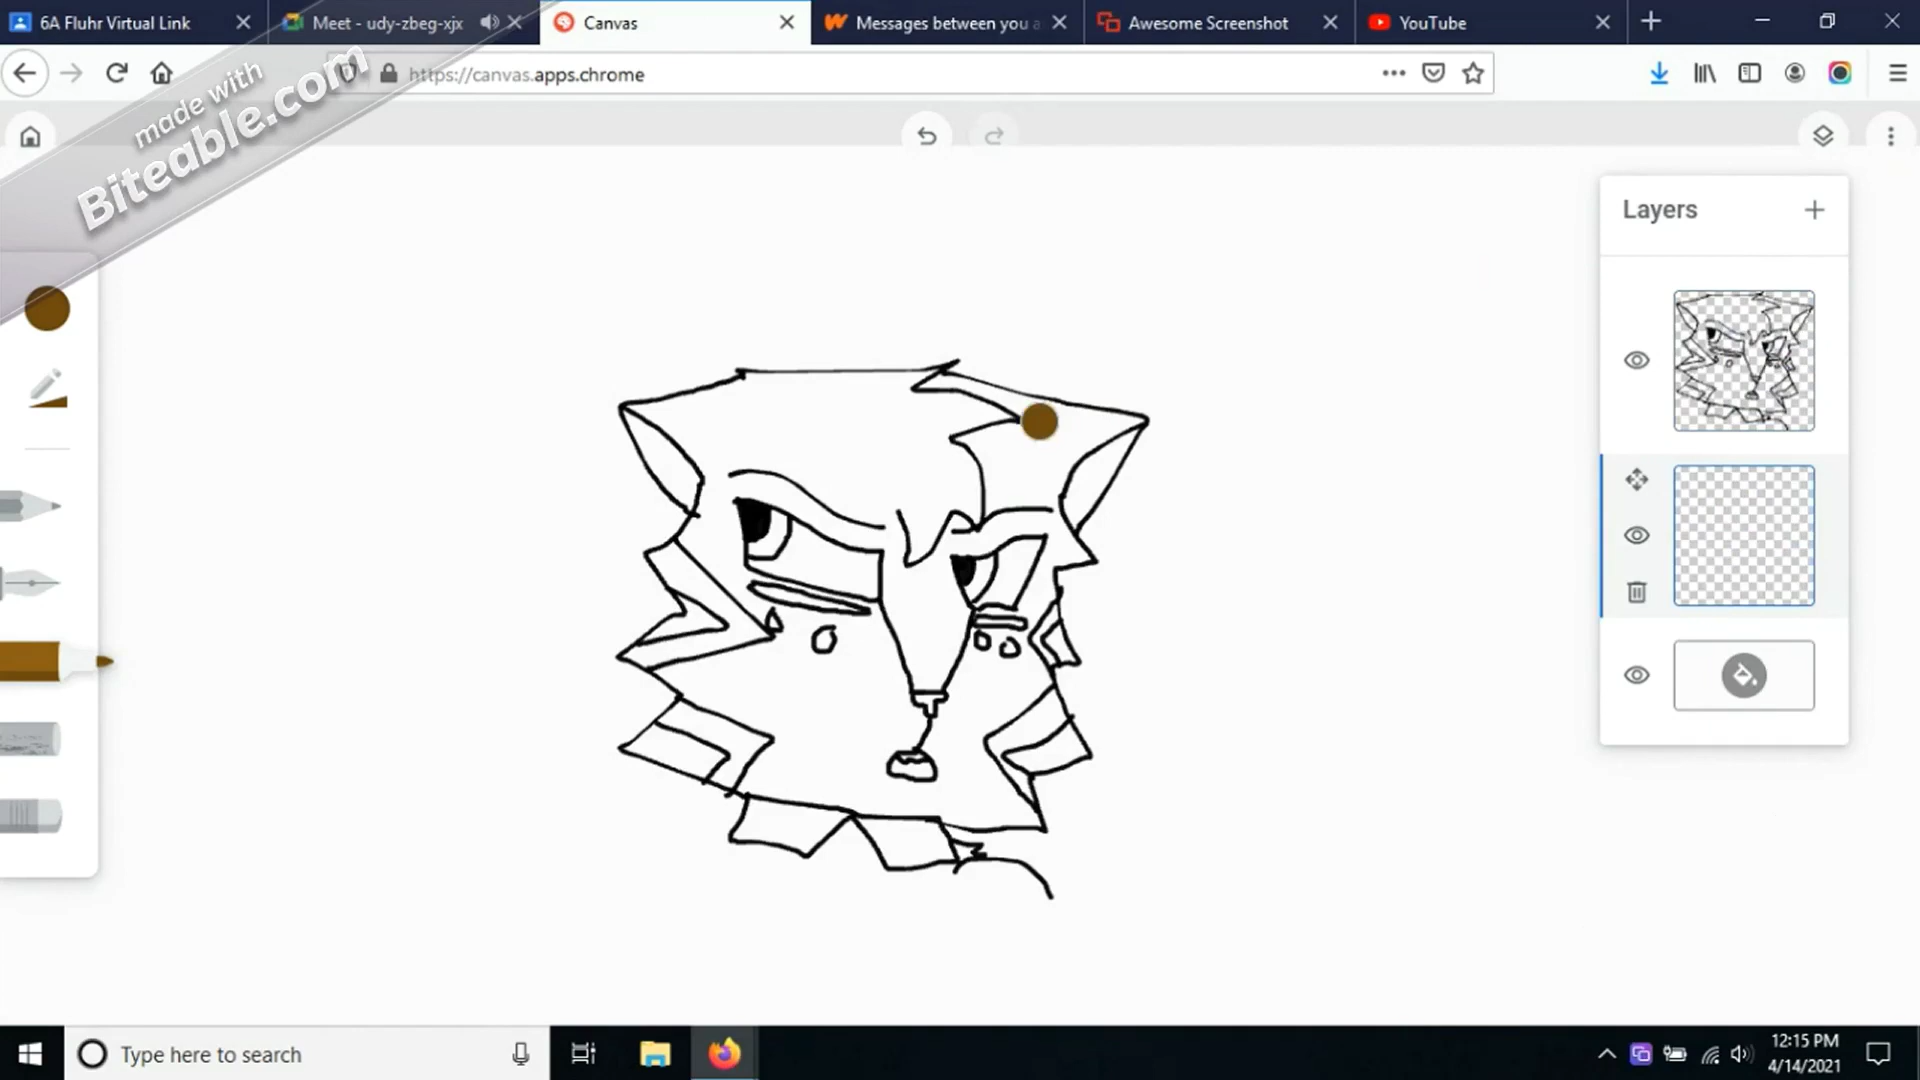 6A Fluhr Virtual Link
Meet - udy-zbeg-xjx
Canvas
Messages between you a
Awesome Screenshot
YouTube
https://canvas.apps.chrome
made with
Biteable.com
Layers
Type here to search
12:15 PM
4/14/2021